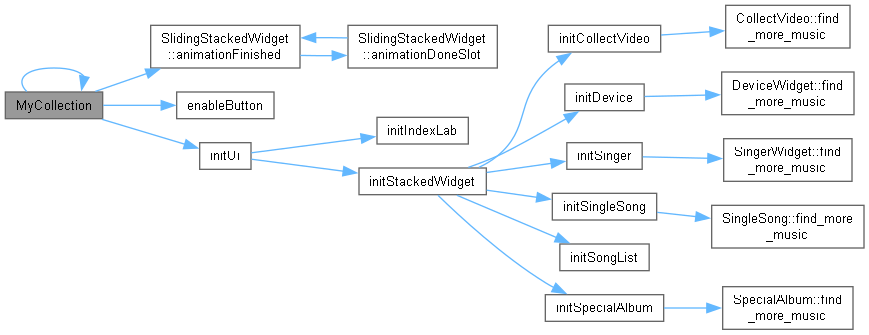 MyCollection
SlidingStackedWidget
::animationFinished
SlidingStackedWidget
::animationDoneSlot
enableButton
initUi
initIndexLab
initStackedWidget
initCollectVideo
initDevice
initSinger
initSingleSong
initSongList
initSpecialAlbum
CollectVideo::find
_more_music
DeviceWidget::find
_more_music
SingerWidget::find
_more_music
SingleSong::find_more
_music
SpecialAlbum::find
_more_music